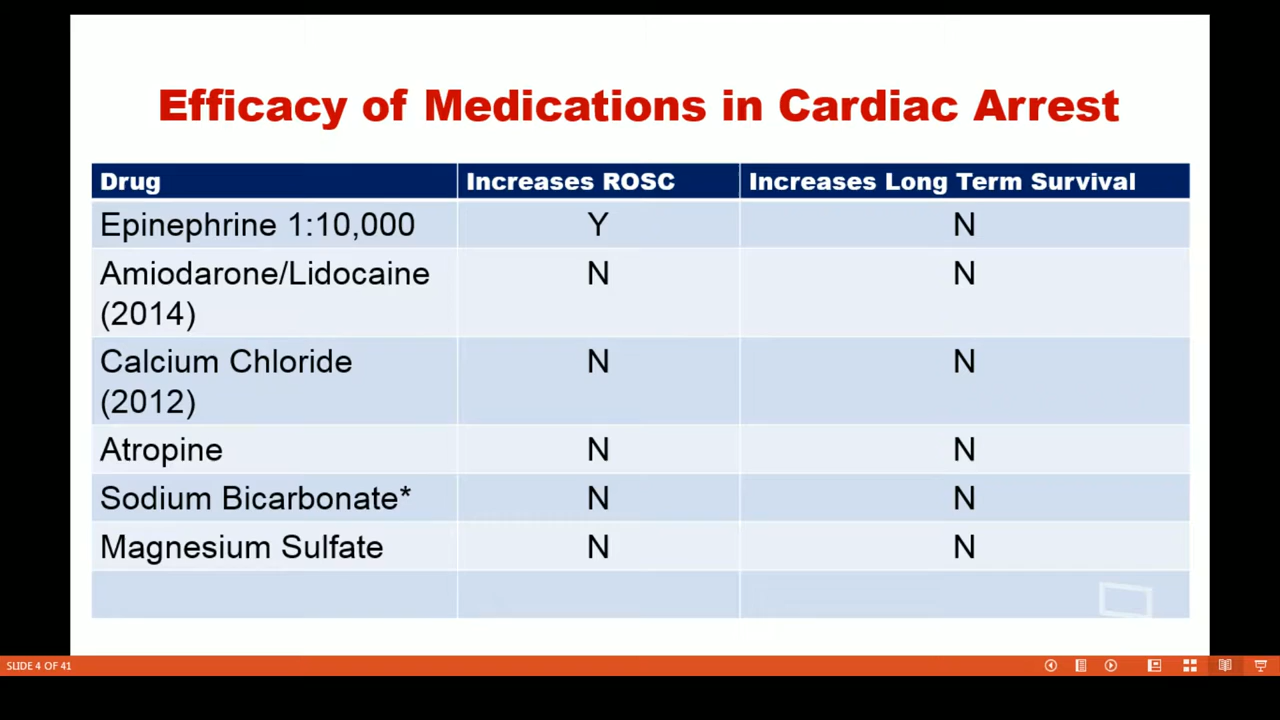 Efficacy of Medications in Cardiac Arrest
Drug Increases ROSC Increases Long Term Survival
Epinephrine 1:10,000 Y N
Amiodarone/Lidocaine N N
(2014)
Calcium Chloride N N
(2012)
Atropine N N
Sodium Bicarbonate* N N
Magnesium Sulfate N N
SLIDE 4 OF 41